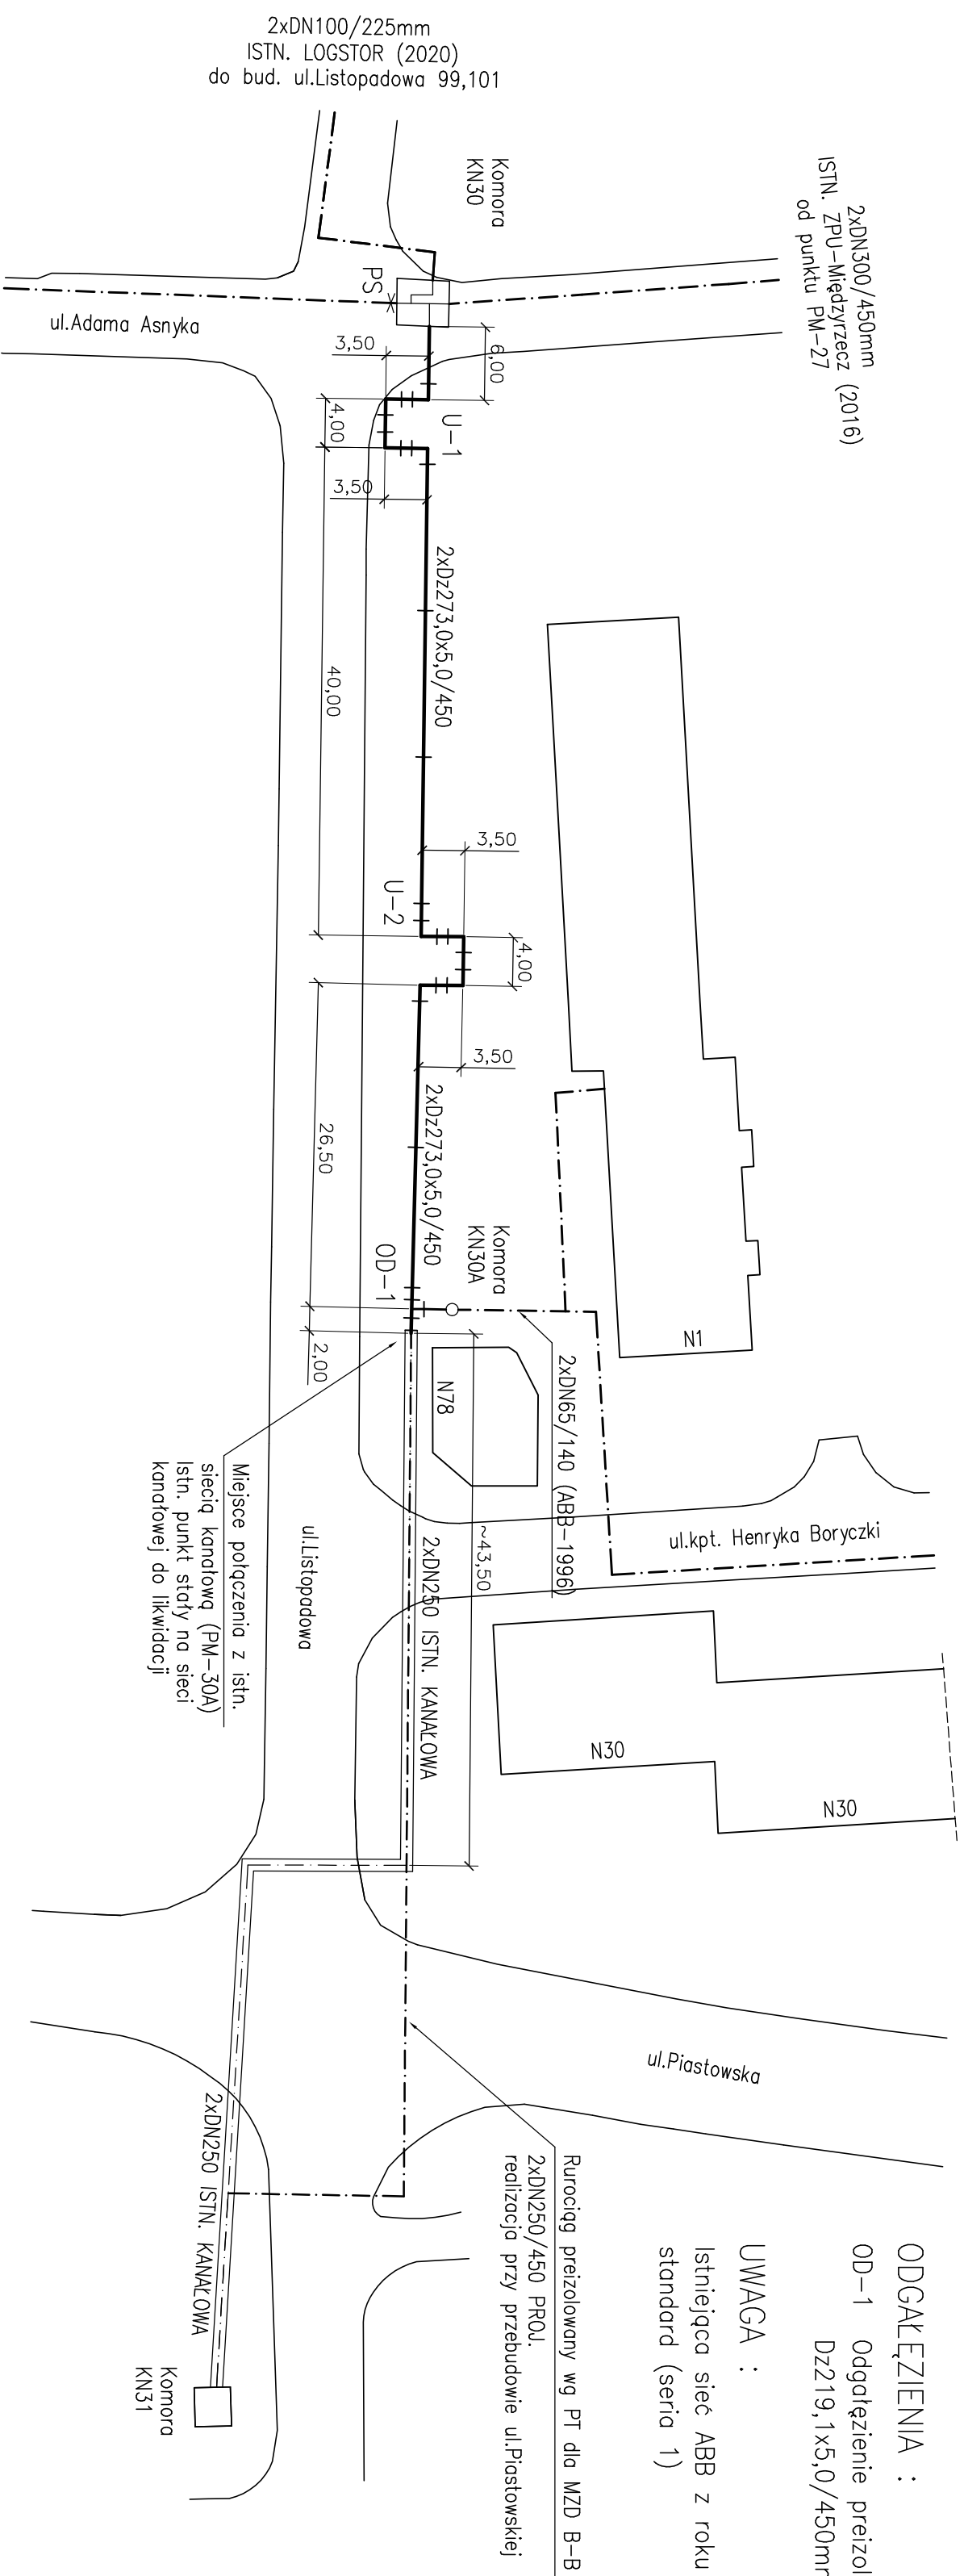 2xDN100/225mm
ISTN. LOGSTOR (2020)
do bud. ul.Listopadowa 99,101
Komora
KN30
2xDN300/450mm
ISTN. ZPU-Międzyrzecz (2016)
od punktu PM-27
PS
ul.Adama Asnyka
6,00
3,50
U-1
4,00
3,50
2xDz273,0x5,0/450
40,00
3,50
U-2
4,00
3,50
2xDz273,0x5,0/450
26,50
Komora
KN30A
OD-1
2,00
N1
N78
2xDN65/140 (ABB-1996)
~43,50
ul.kpt. Henryka Boryczki
Miejsce połączenia z istn.
siecią kanałową (PM-30A)
Istn. punkt stały na sieci
kanałowej do likwidacji
ul.Listopadowa
2xDN250 ISTN. KANAŁOWA
N30
N30
ul.Piastowska
2xDN250 ISTN. KANAŁOWA
Rurociąg preizolowany wg PT dla MZD B-B
2xDN250/450 PROJ.
realizacja przy przebudowie ul.Piastowskiej
Komora
KN31
ODGAŁĘZIENIA :
OD-1 Odgałęzienie preizol
Dz219,1x5,0/450mm
UWAGA :
Istniejąca sieć ABB z roku
standard (seria 1)